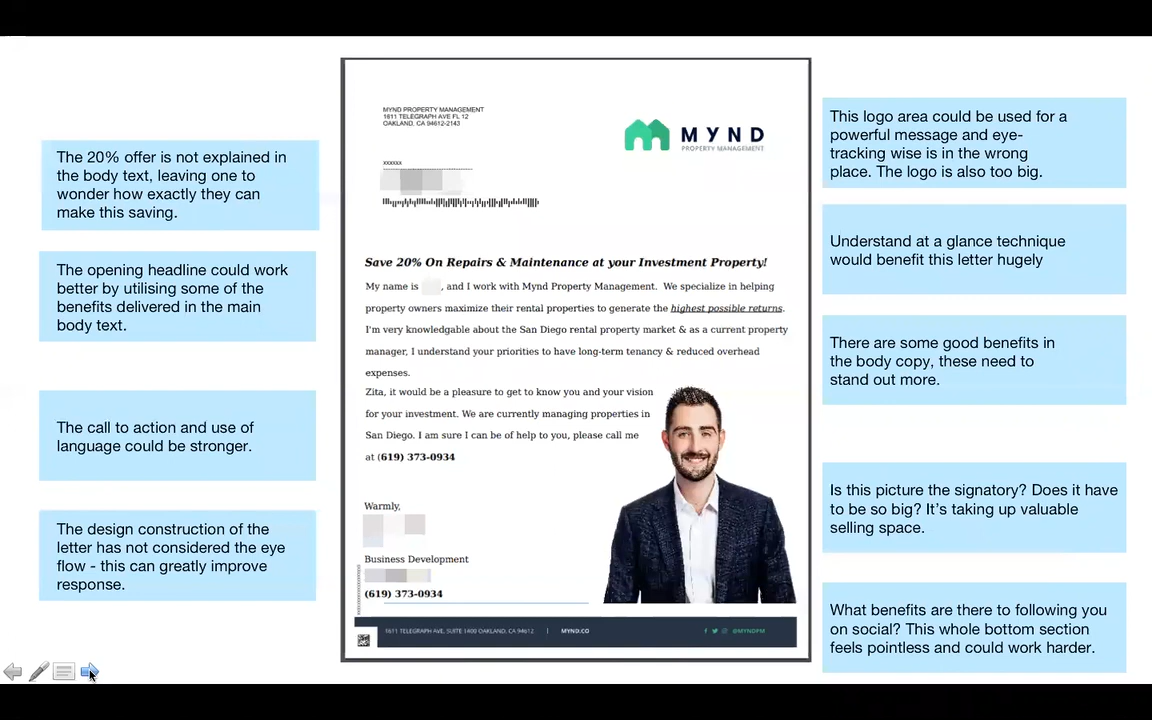 The 20% offer is not explained in
the body text, leaving one to
wonder how exactly they can
make this saving.
The opening headline could work
better by utilising some of the
benefits delivered in the main
body text.
The call to action and use of
language could be stronger.
The design construction of the
letter has not considered the eye
flow - this can greatly improve
response.
MYND PROPERTY MANAGEMENT
1611 TELEGRAPH AVE FL 12
OAKLAND, CA 94612-2143
MYND
PROPERTY MANAGEMENT
xxxxxx
Save 20% On Repairs & Maintenance at your Investment Property!
My name is , and I work with Mynd Property Management. We specialize in helping
property owners maximize their rental properties to generate the highest possible returns.
I'm very knowledgable about the San Diego rental property market & as a current property
manager, I understand your priorities to have long-term tenancy & reduced overhead
expenses.
Zita, it would be a pleasure to get to know you and your vision
for your investment. We are currently managing properties in
San Diego. I am sure I can be of help to you, please call me
at (619) 373-0934
Warmly,
Business Development
(619) 373-0934
1611 TELEGRAPH AVE, SUITE 1400 OAKLAND, CA 94612 | MYND.CO @MYNDPM
This logo area could be used for a
powerful message and eye-
tracking wise is in the wrong
place. The logo is also too big.
Understand at a glance technique
would benefit this letter hugely
There are some good benefits in
the body copy, these need to
stand out more.
Is this picture the signatory? Does it have
to be so big? It's taking up valuable
selling space.
What benefits are there to following you
on social? This whole bottom section
feels pointless and could work harder.